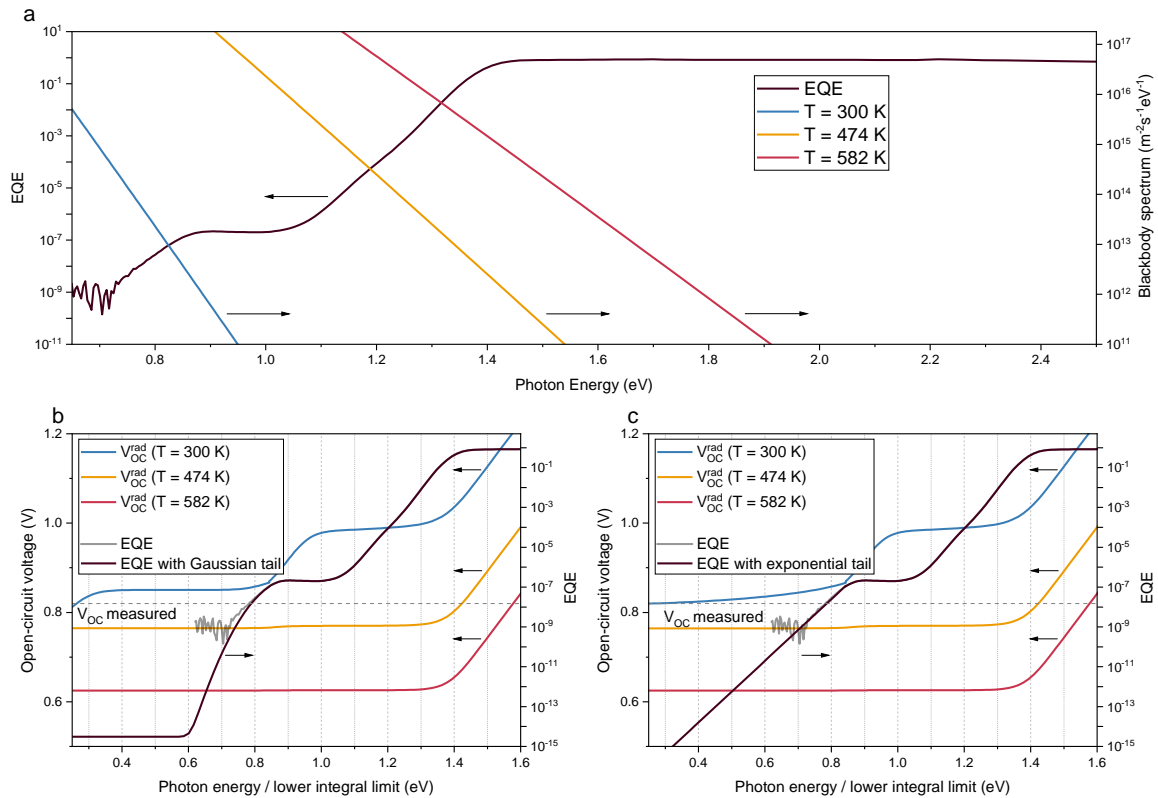 a
10^1
10^-1
10^-3
10^-5
10^-7
10^-9
10^-11
EQE
10^17
10^16
10^15
10^14
10^13
10^12
10^11
Blackbody spectrum (m^-2s^-1eV^-1)
EQE
T = 300 K
T = 474 K
T = 582 K
0.8 1.0 1.2 1.4 1.6 1.8 2.0 2.2 2.4
Photon Energy (eV)
b
1.2
1.0
0.8
0.6
Open-circuit voltage (V)
V_OC^rad (T = 300 K)
V_OC^rad (T = 474 K)
V_OC^rad (T = 582 K)
EQE
EQE with Gaussian tail
V_OC measured
10^-1
10^-3
10^-5
10^-7
10^-9
10^-11
10^-13
10^-15
EQE
0.4 0.6 0.8 1.0 1.2 1.4 1.6
Photon energy / lower integral limit (eV)
c
1.2
1.0
0.8
0.6
Open-circuit voltage (V)
V_OC^rad (T = 300 K)
V_OC^rad (T = 474 K)
V_OC^rad (T = 582 K)
EQE
EQE with exponential tail
V_OC measured
10^-1
10^-3
10^-5
10^-7
10^-9
10^-11
10^-13
10^-15
EQE
0.4 0.6 0.8 1.0 1.2 1.4 1.6
Photon energy / lower integral limit (eV)